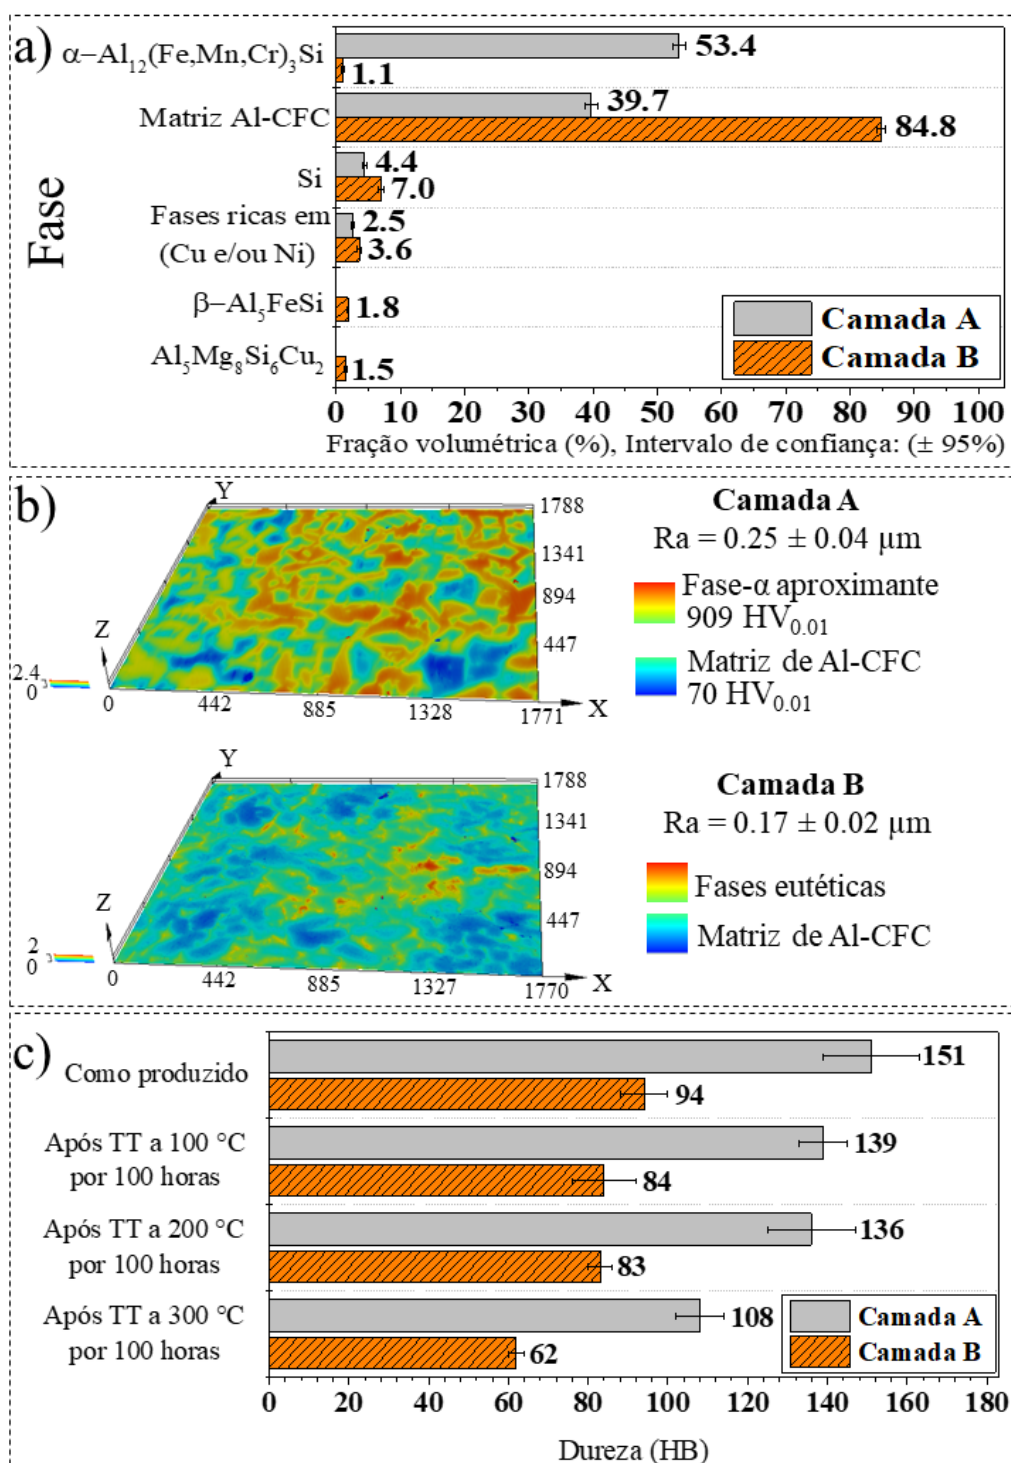 a)
Fase
α–Al₁₂(Fe,Mn,Cr)₃Si
53.4
1.1
Matriz Al-CFC
39.7
84.8
Si
4.4
7.0
Fases ricas em
(Cu e/ou Ni)
2.5
3.6
β–Al₅FeSi
1.8
Al₅Mg₈Si₆Cu₂
1.5
Camada A
Camada B
0 10 20 30 40 50 60 70 80 90 100
Fração volumétrica (%), Intervalo de confiança: (± 95%)
b)
Y
1788
1341
894
447
Z
2.4
0
0 442 885 1328 1771
X
Camada A
Ra = 0.25 ± 0.04 µm
Fase-α aproximante
909 HV₀.₀₁
Matriz de Al-CFC
70 HV₀.₀₁
Y
1788
1341
894
447
Z
2
0
0 442 885 1327 1770
X
Camada B
Ra = 0.17 ± 0.02 µm
Fases eutéticas
Matriz de Al-CFC
c)
Como produzido
151
94
Após TT a 100 °C
por 100 horas
139
84
Após TT a 200 °C
por 100 horas
136
83
Após TT a 300 °C
por 100 horas
108
62
Camada A
Camada B
0 20 40 60 80 100 120 140 160 180
Dureza (HB)